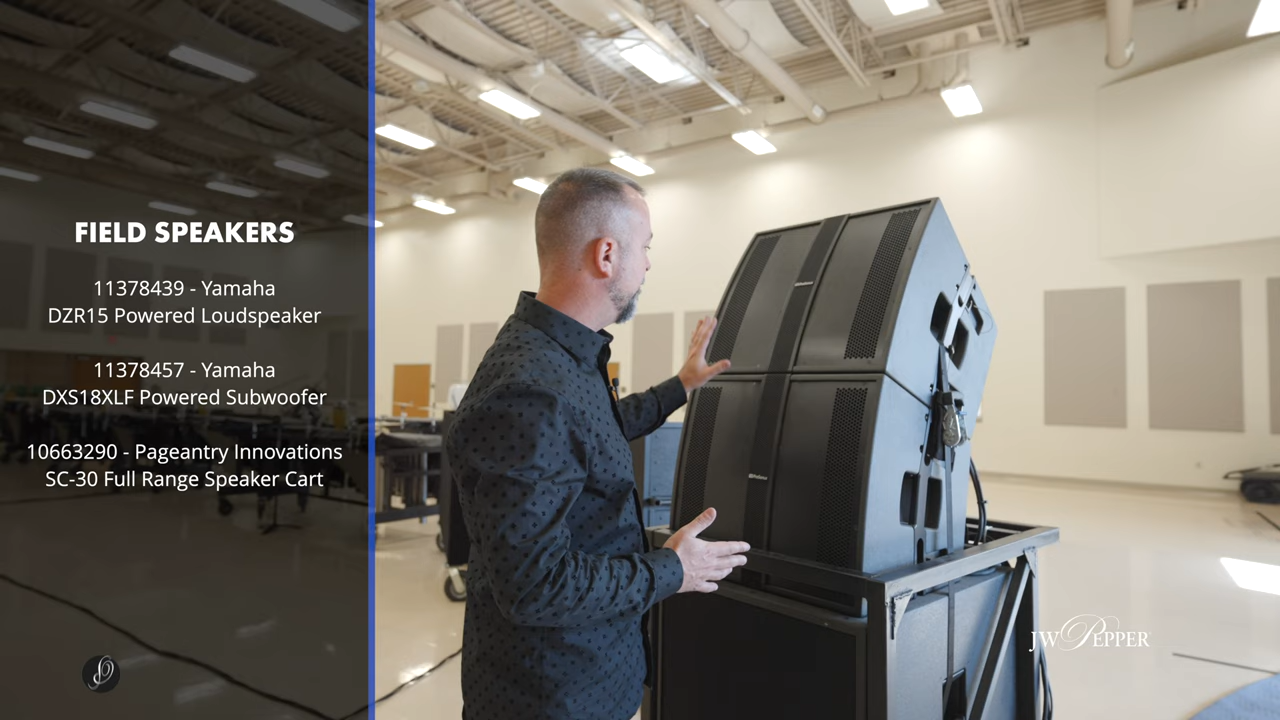 FIELD SPEAKERS
11378439 - Yamaha
DZR15 Powered Loudspeaker
11378457 - Yamaha
DXS18XLF Powered Subwoofer
10663290 - Pageantry Innovations
SC-30 Full Range Speaker Cart
JW PEPPER